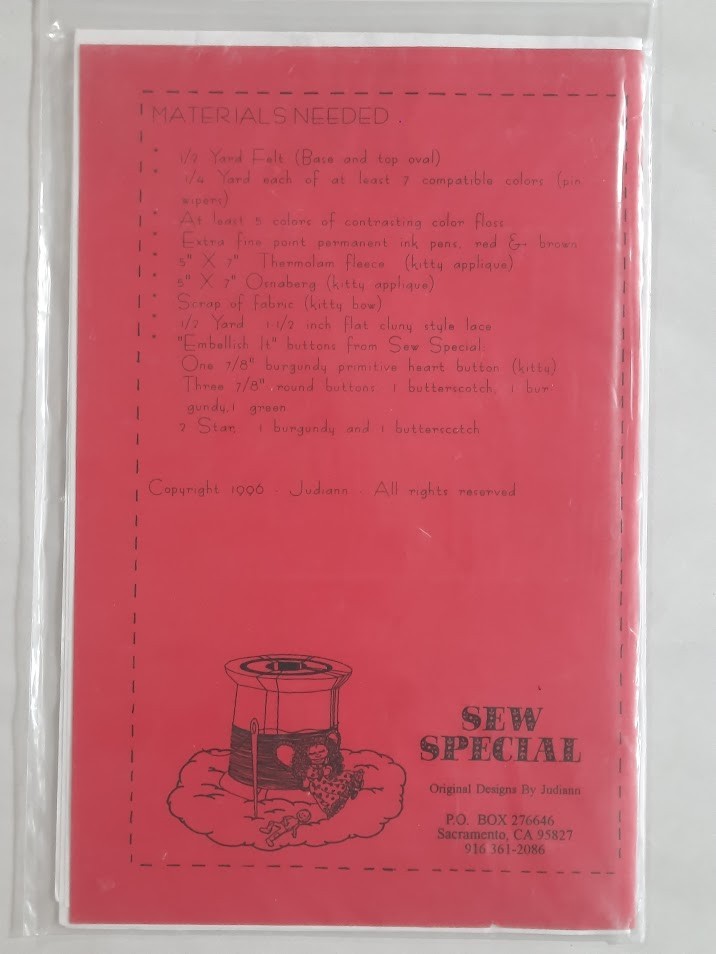 MATERIALS NEEDED
* 1/2 Yard Felt (Base and top oval)
* 1/4 Yard each of at least 7 compatible colors (pin
wipers)
* At least 5 colors of contrasting color floss
* Extra fine point permanent ink pens, red & brown
* 5" X 7" Thermolam fleece (kitty applique)
* 5" X 7" Osnaberg (kitty applique)
* Scrap of fabric (kitty bow)
* 1/2 Yard 1-1/2 inch flat cluny style lace
* "Embellish It" buttons from Sew Special:
One 7/8" burgundy primitive heart button (kitty)
Three 7/8" round buttons, 1 butterscotch, 1 bur-
gundy, 1 green
2 Star, 1 burgundy and 1 butterscotch
Copyright 1996 · Judiann · All rights reserved
SEW
SPECIAL
Original Designs By Judiann
P.O. BOX 276646
Sacramento, CA 95827
916 361-2086